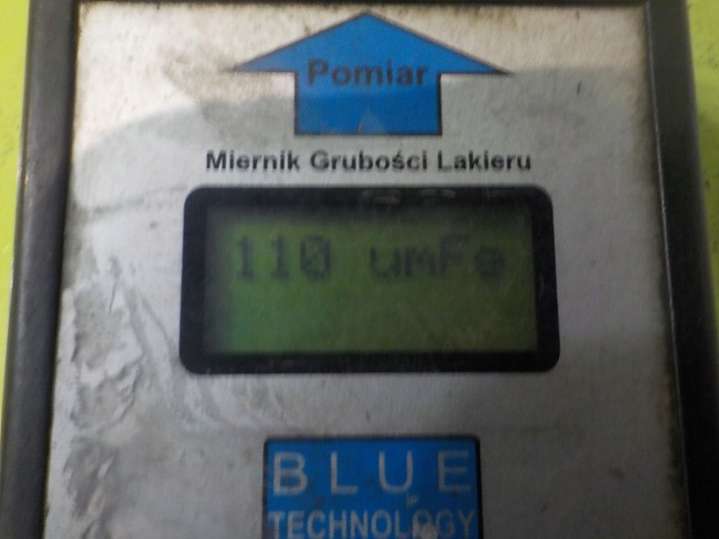 Pomiar
Miernik Grubości Lakieru
110 umFe
BLUE
TECHNOLOGY